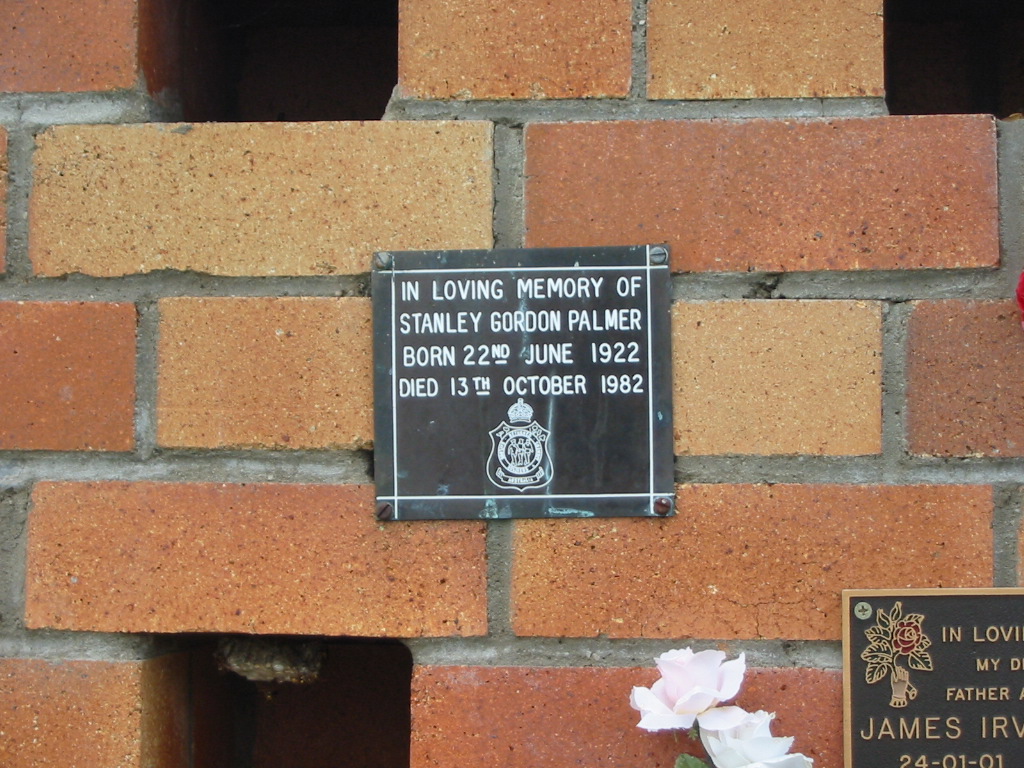 IN LOVING MEMORY OF
STANLEY GORDON PALMER
BORN 22ND JUNE 1922
DIED 13TH OCTOBER 1982
AUSTRALIA
IN LOVI
MY D
FATHER A
JAMES IRV
24-01-01